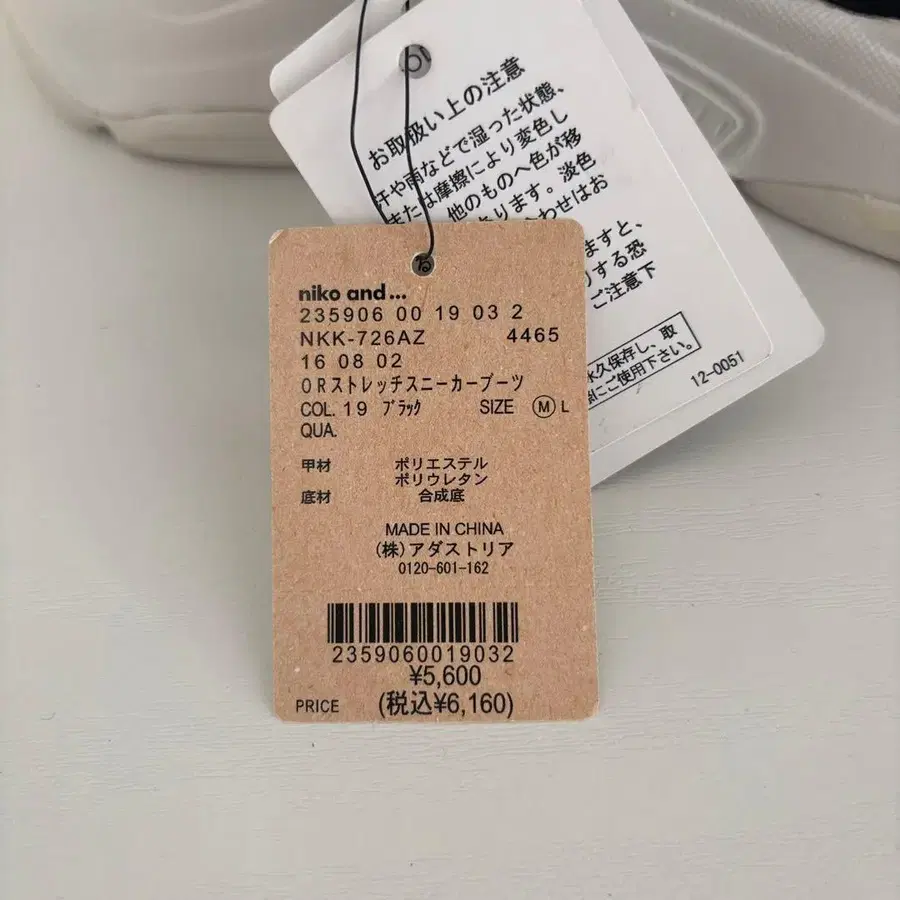 お取扱い上の注意
汗や雨などで湿った状態、
または摩擦により変色し
他のものへ色が移
ります。淡色
わせはお
ますと、
りする恐
ご注意下
永久保存し、取
にご使用下さい。
12-0051
niko and ...
235906 00 19 03 2
NKK-726AZ 4465
16 08 02
ORストレッチスニーカーブーツ
COL. 19 ブラック SIZE Ⓜ L
QUA.
甲材 ポリエステル
ポリウレタン
底材 合成底
MADE IN CHINA
(株)アダストリア
0120-601-162
2359060019032
¥5,600
PRICE (税込¥6,160)